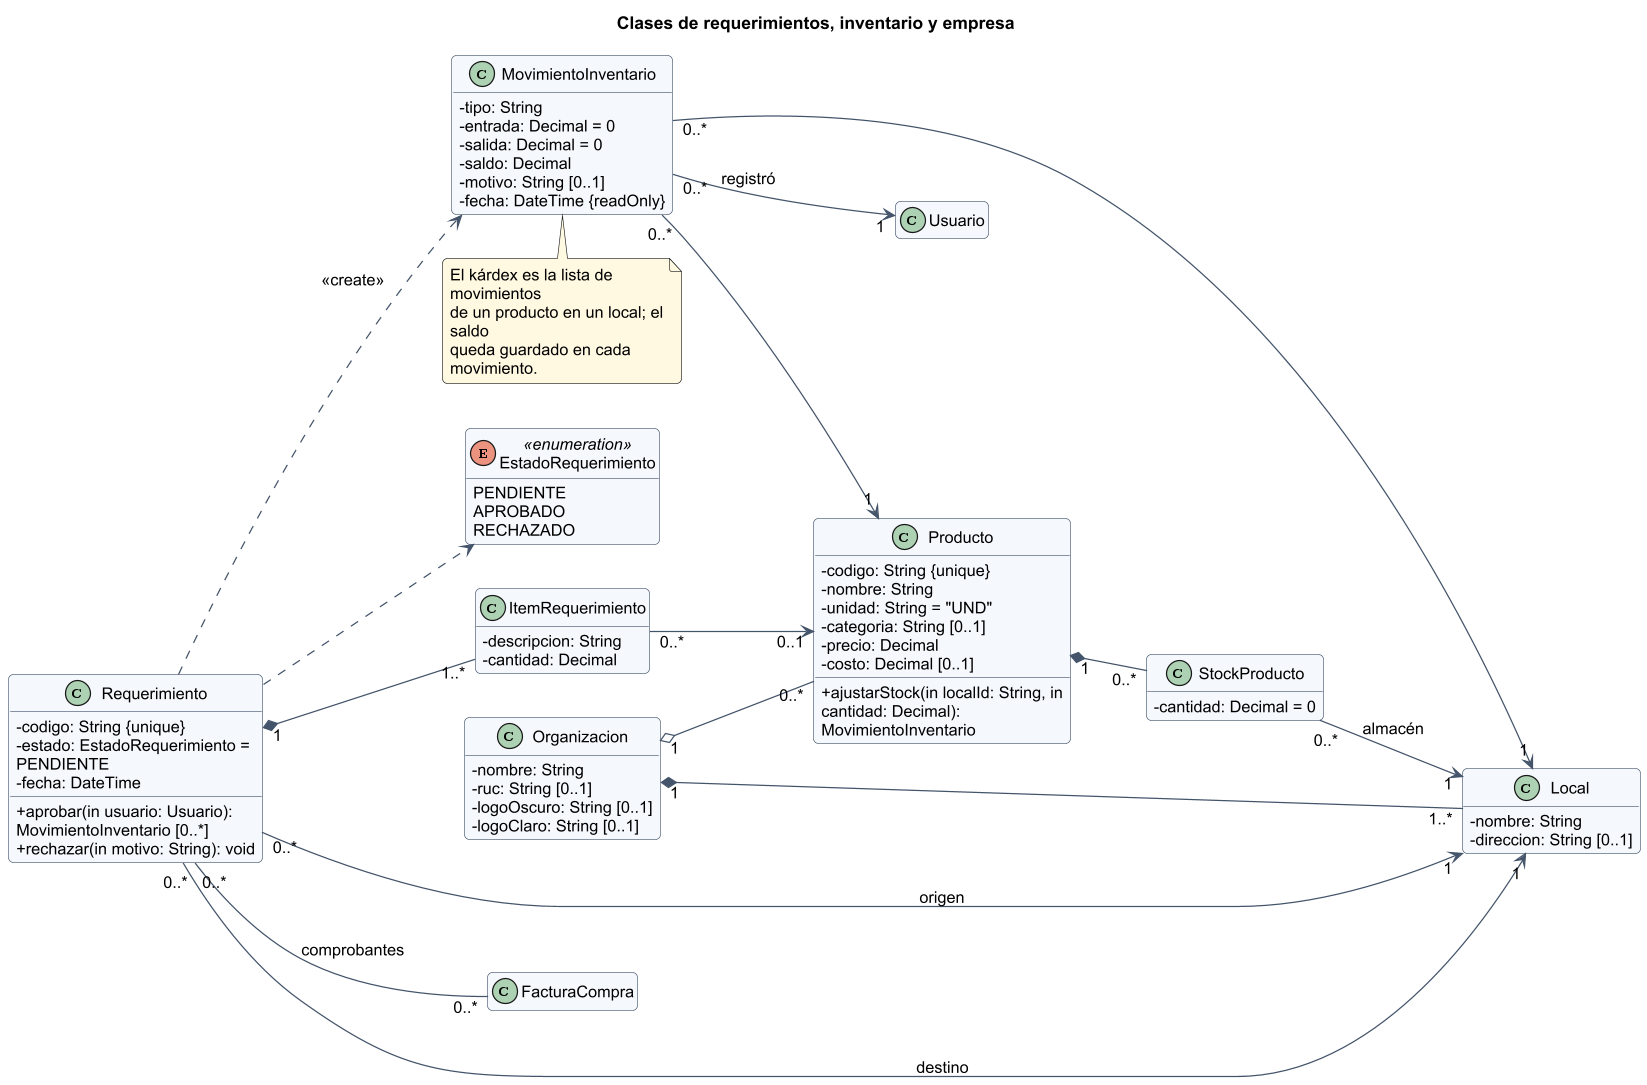 Clases de requerimientos, inventario y empresa
C MovimientoInventario
-tipo: String
-entrada: Decimal = 0
-salida: Decimal = 0
-saldo: Decimal
-motivo: String [0..1]
-fecha: DateTime {readOnly}
0..*
0..*
registró
1
C Usuario
0..*
«create»
El kárdex es la lista de
movimientos
de un producto en un local; el
saldo
queda guardado en cada
movimiento.
«enumeration»
E EstadoRequerimiento
PENDIENTE
APROBADO
RECHAZADO
1
C Producto
-codigo: String {unique}
-nombre: String
-unidad: String = "UND"
-categoria: String [0..1]
-precio: Decimal
-costo: Decimal [0..1]
+ajustarStock(in localId: String, in
cantidad: Decimal):
MovimientoInventario
C ItemRequerimiento
-descripcion: String
-cantidad: Decimal
0..*
0..1
1..*
1
0..*
C StockProducto
-cantidad: Decimal = 0
0..*
almacén
1
1
C Requerimiento
-codigo: String {unique}
-estado: EstadoRequerimiento =
PENDIENTE
-fecha: DateTime
+aprobar(in usuario: Usuario):
MovimientoInventario [0..*]
+rechazar(in motivo: String): void
1
C Organizacion
-nombre: String
-ruc: String [0..1]
-logoOscuro: String [0..1]
-logoClaro: String [0..1]
1
0..*
1
1..*
C Local
-nombre: String
-direccion: String [0..1]
0..*
origen
1
0..*
0..*
1
comprobantes
0..*
C FacturaCompra
destino